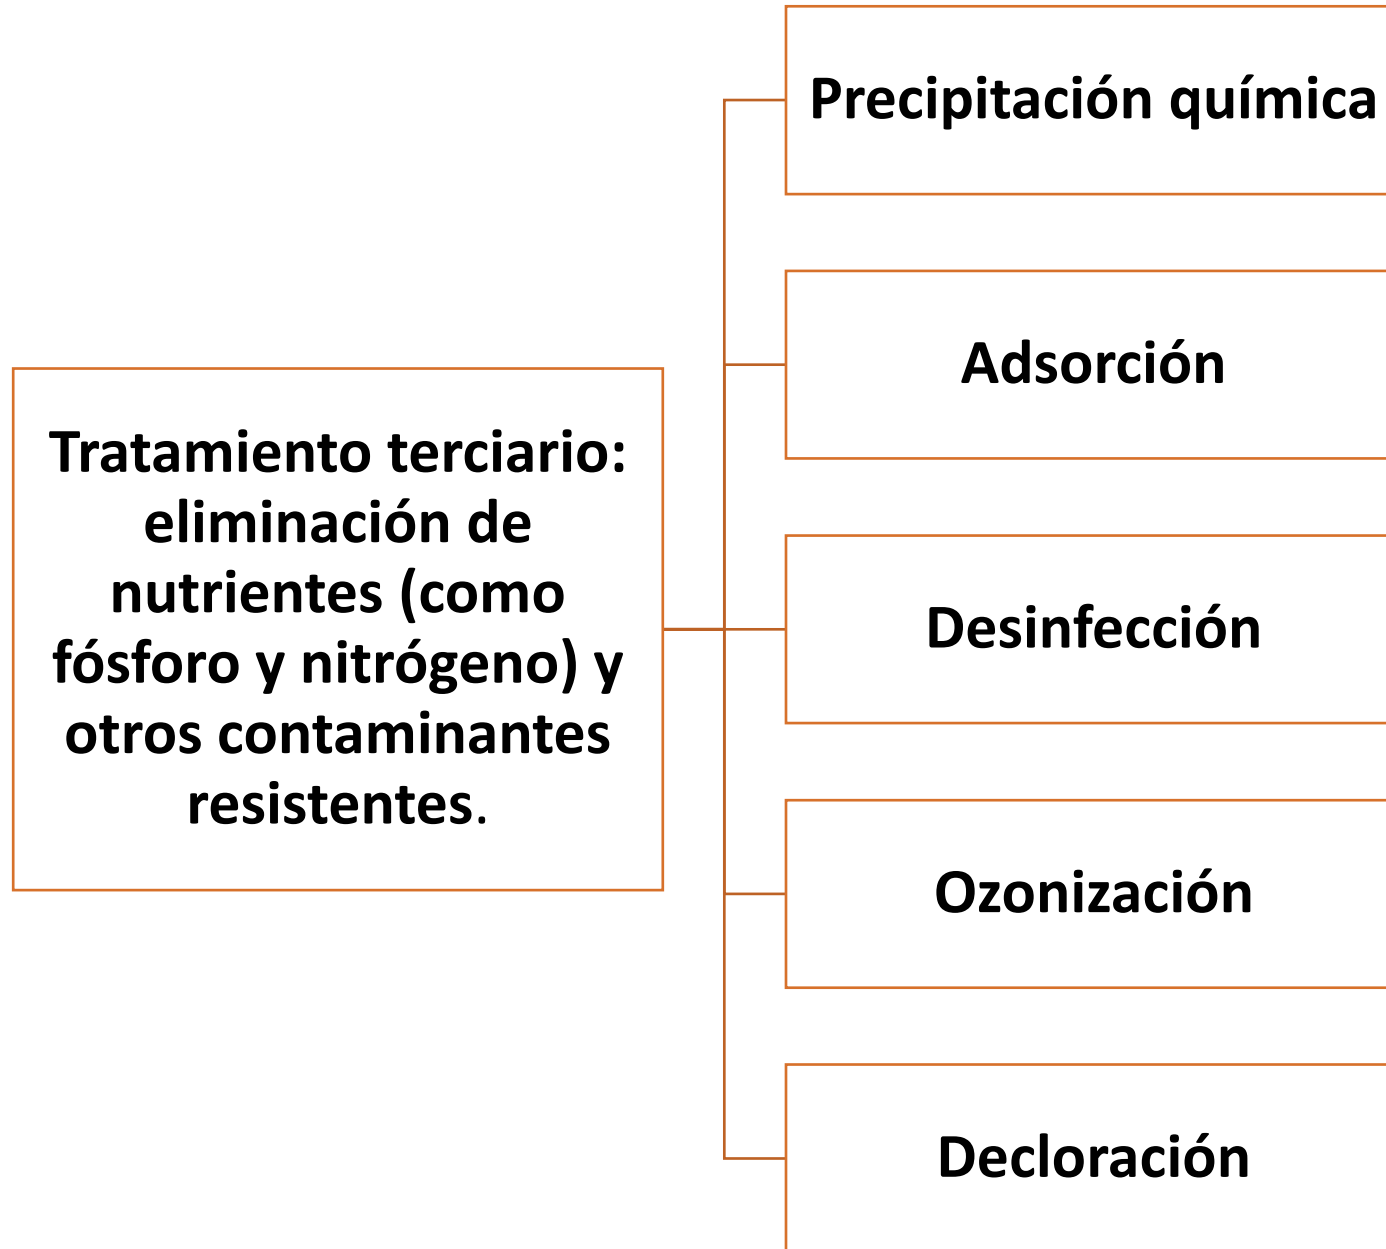 Tratamiento terciario:
eliminación de
nutrientes (como
fósforo y nitrógeno) y
otros contaminantes
resistentes.
Precipitación química
Adsorción
Desinfección
Ozonización
Decloración